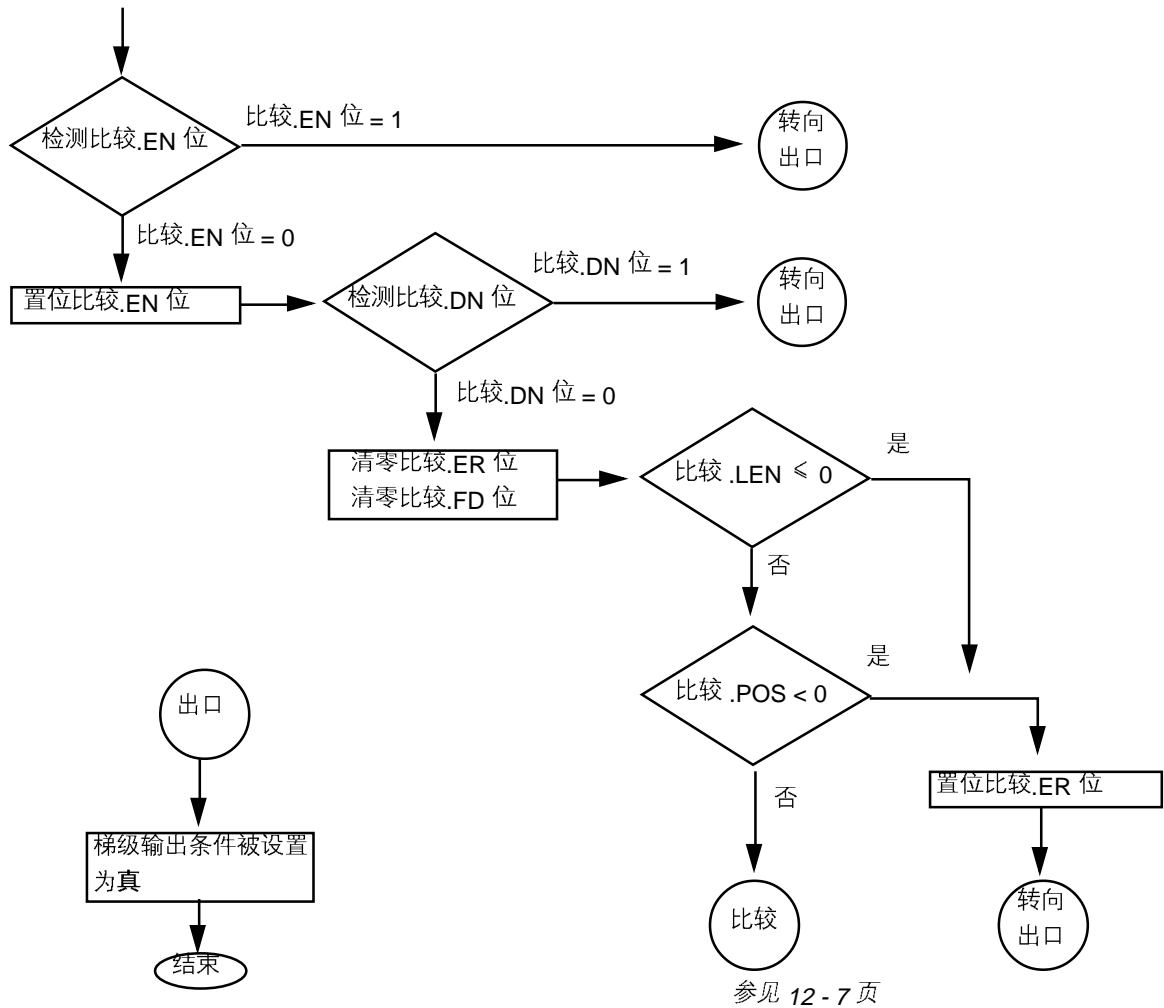 检测比较.EN 位
比较.EN 位 = 1
转向
出口
比较.EN 位 = 0
置位比较.EN 位
检测比较.DN 位
比较.DN 位 = 1
转向
出口
比较.DN 位 = 0
清零比较.ER 位
清零比较.FD 位
比较 .LEN ≤ 0
是
否
比较 .POS < 0
是
否
置位比较.ER 位
比较
转向
出口
参见 12 - 7 页
出口
梯级输出条件被设置
为真
结束